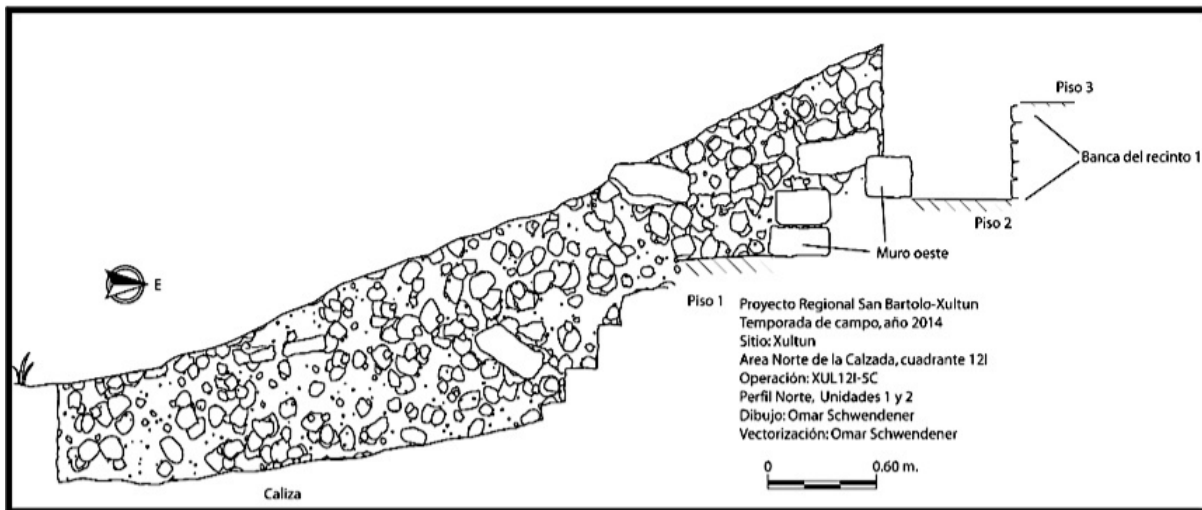 Piso 3
Banca del recinto 1
Piso 2
Muro oeste
E
Piso 1
Proyecto Regional San Bartolo-Xultun
Temporada de campo, año 2014
Sitio: Xultun
Area Norte de la Calzada, cuadrante 12I
Operación: XUL12I-5C
Perfil Norte, Unidades 1 y 2
Dibujo: Omar Schwendener
Vectorización: Omar Schwendener
0 0.60 m.
Caliza